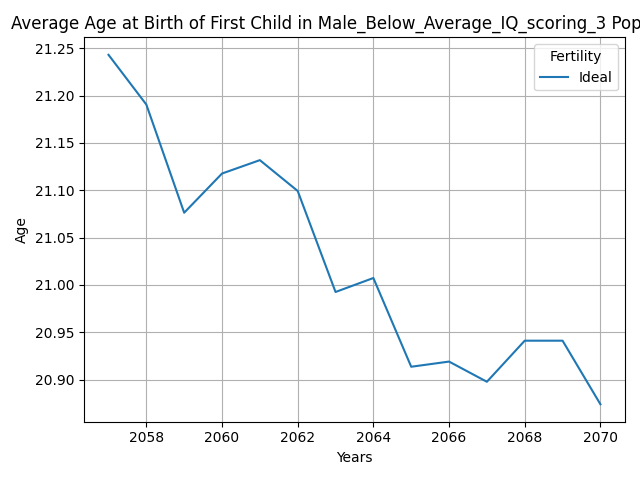 Average Age at Birth of First Child in Male_Below_Average_IQ_scoring_3 Pop
Fertility
Ideal
21.25
21.20
21.15
21.10
21.05
21.00
20.95
20.90
Age
2058 2060 2062 2064 2066 2068 2070
Years